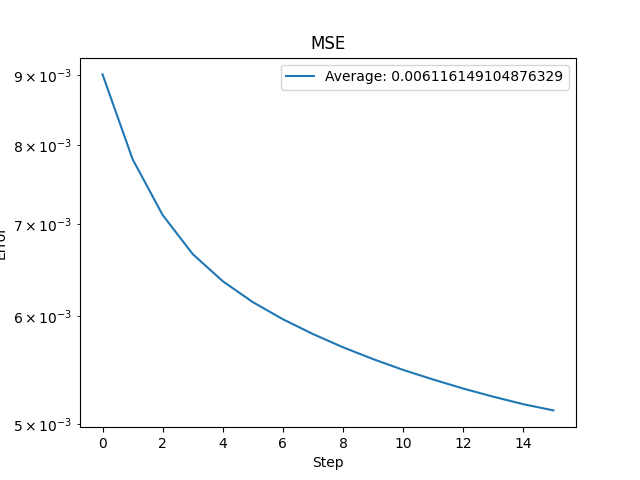 MSE
Average: 0.006116149104876329
9 × 10⁻³
8 × 10⁻³
7 × 10⁻³
6 × 10⁻³
5 × 10⁻³
Error
0 2 4 6 8 10 12 14
Step